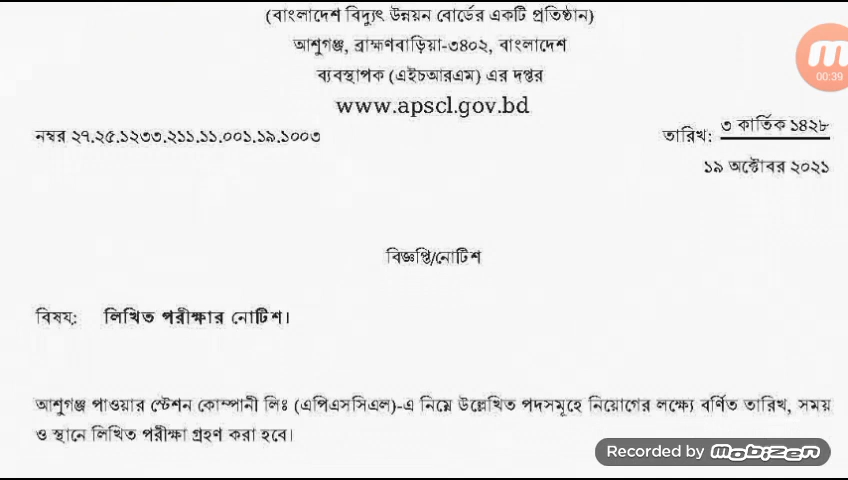 (বাংলাদেশ বিদ্যুৎ উন্নয়ন বোর্ডের একটি প্রতিষ্ঠান)
আশুগঞ্জ, ব্রাহ্মণবাড়িয়া-৩৪০২, বাংলাদেশ
ব্যবস্থাপক (এইচআরএম) এর দপ্তর
www.apscl.gov.bd
নম্বর ২৭.২৫.১২৩৩.২১১.১১.০০১.১৯.১০০৩
তারিখ: ৩ কার্তিক ১৪২৮
১৯ অক্টোবর ২০২১
বিজ্ঞপ্তি/নোটিশ
বিষয়: লিখিত পরীক্ষার নোটিশ।
আশুগঞ্জ পাওয়ার স্টেশন কোম্পানী লিঃ (এপিএসসিএল)-এ নিম্নে উল্লেখিত পদসমূহে নিয়োগের লক্ষ্যে বর্ণিত তারিখ, সময়
ও স্থানে লিখিত পরীক্ষা গ্রহণ করা হবে।
00:39
Recorded by mobizen